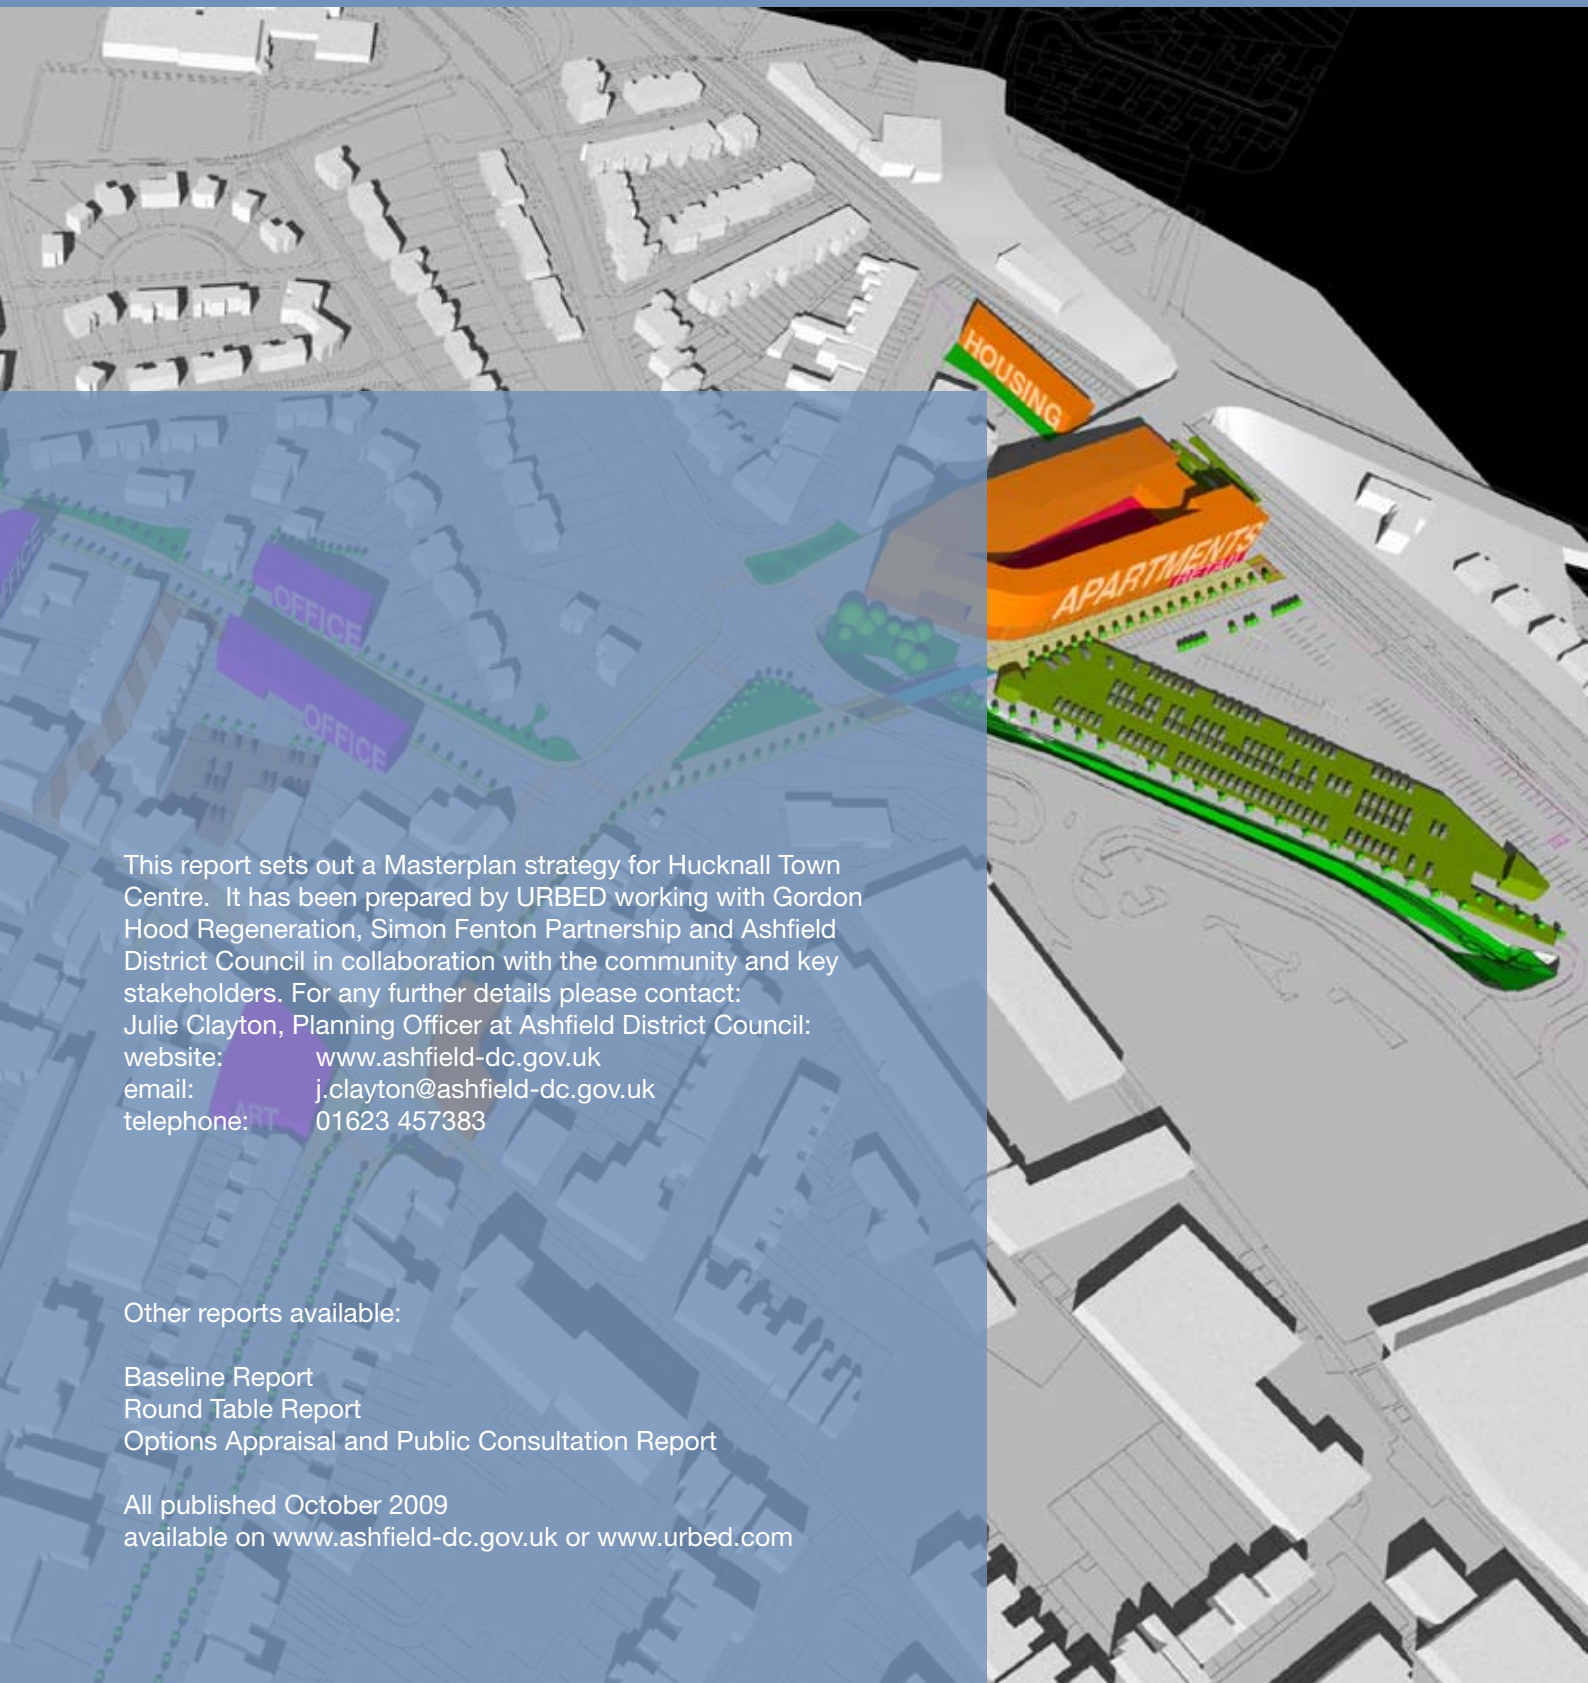 HOUSING
APARTMENTS
RETAIL
OFFICE
OFFICE
OFFICE
This report sets out a Masterplan strategy for Hucknall Town
Centre.  It has been prepared by URBED working with Gordon
Hood Regeneration, Simon Fenton Partnership and Ashfield
District Council in collaboration with the community and key
stakeholders. For any further details please contact:
Julie Clayton, Planning Officer at Ashfield District Council:
website: www.ashfield-dc.gov.uk
email: j.clayton@ashfield-dc.gov.uk
telephone: 01623 457383
ART
Other reports available:
Baseline Report
Round Table Report
Options Appraisal and Public Consultation Report
All published October 2009
available on www.ashfield-dc.gov.uk or www.urbed.com